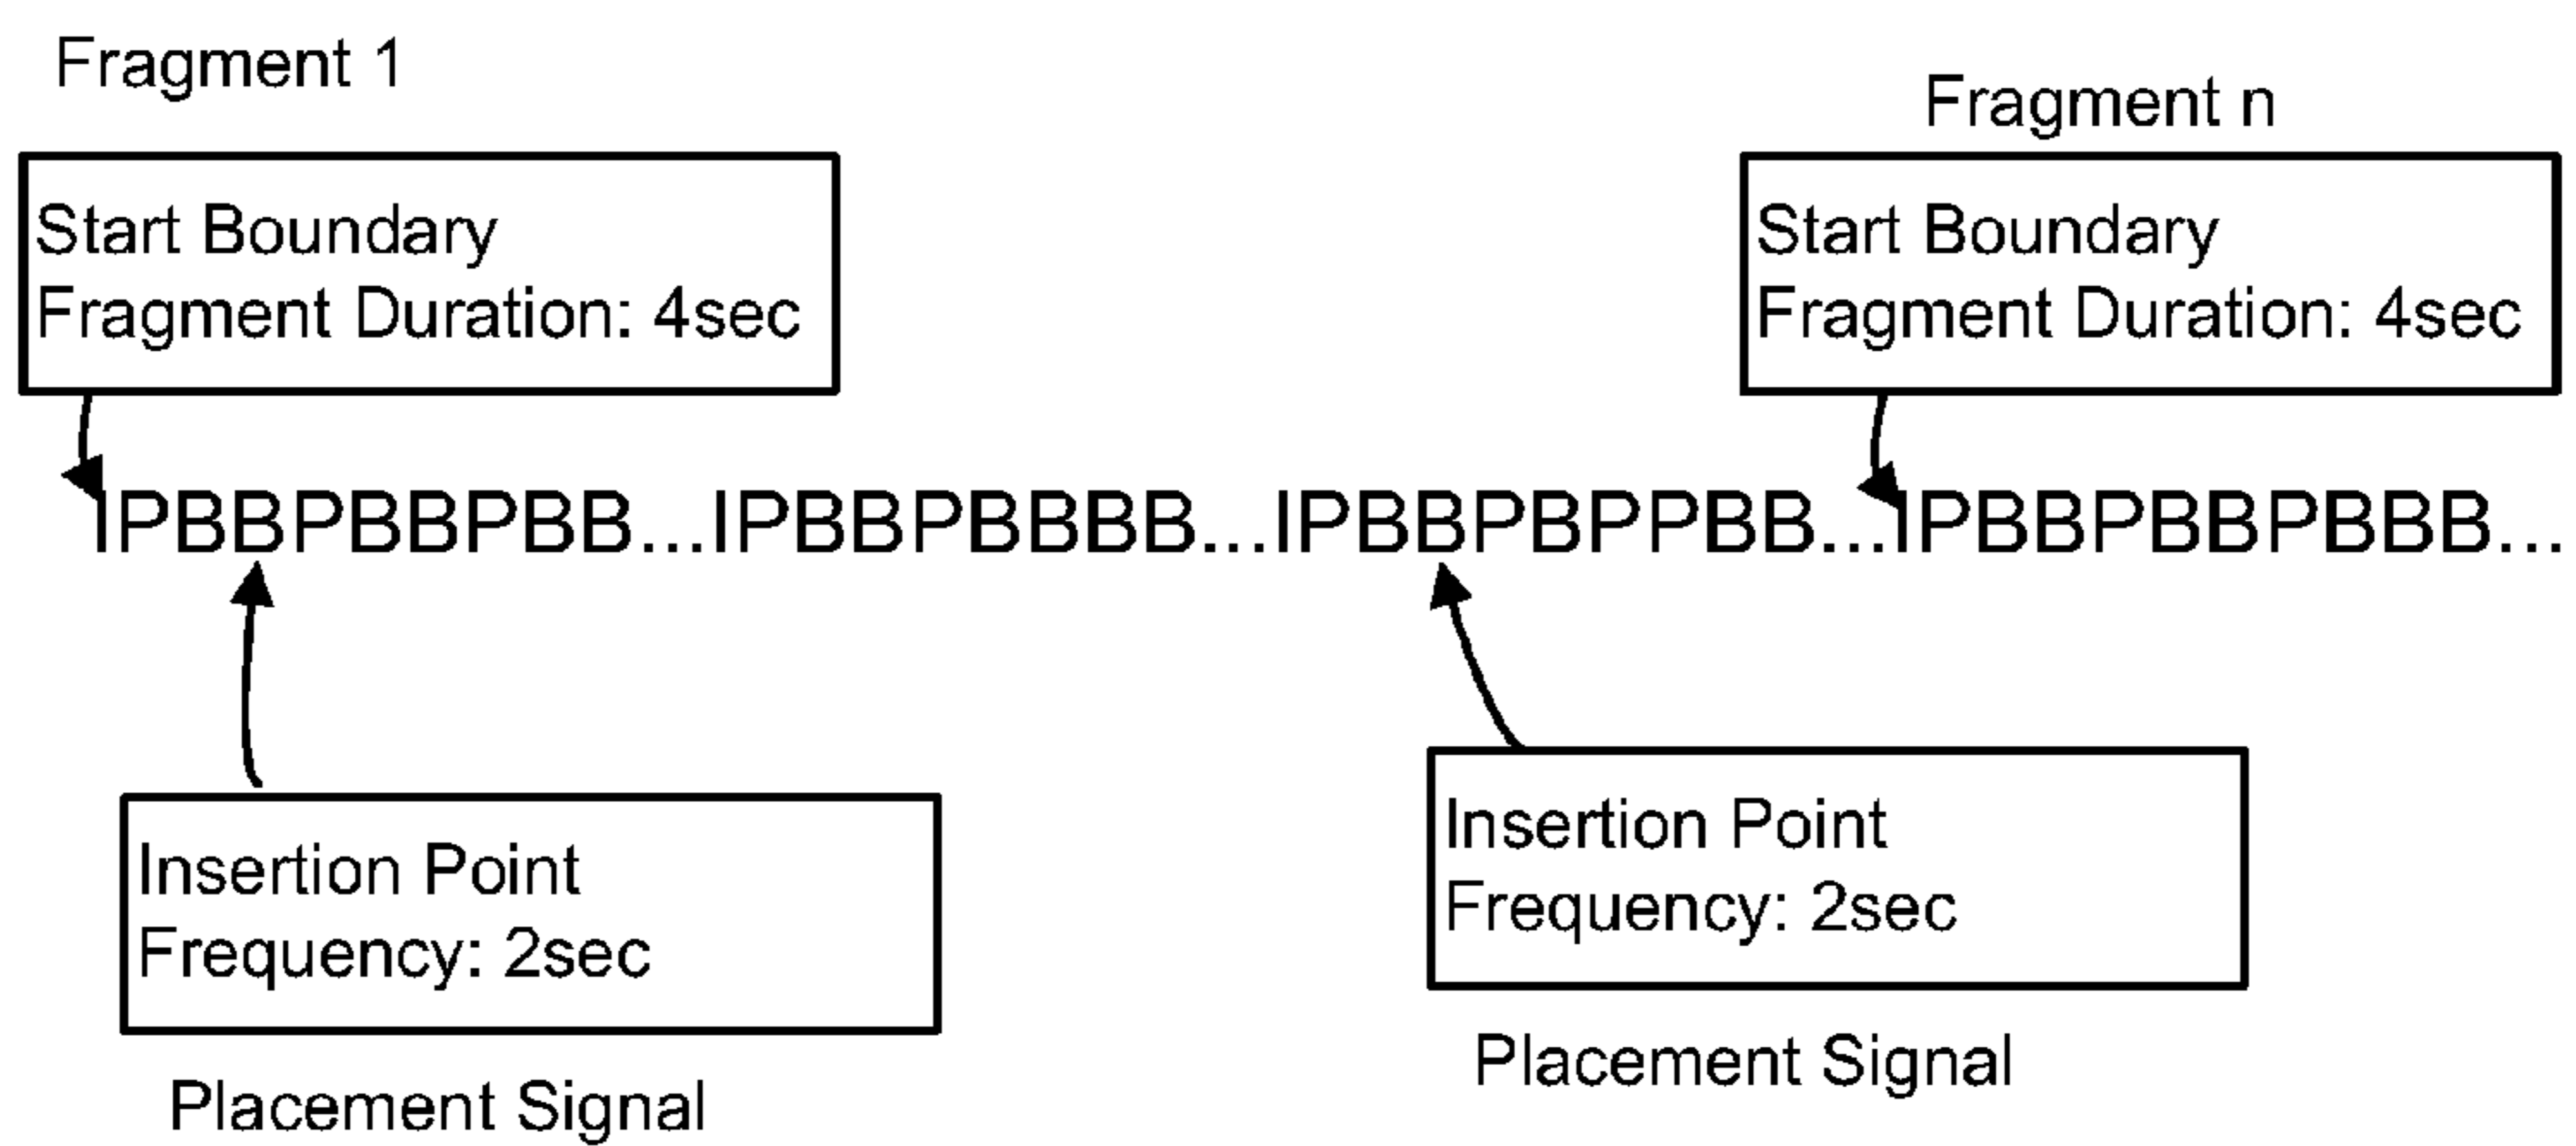 Fragment 1
Fragment n
Start Boundary
Fragment Duration: 4sec
Start Boundary
Fragment Duration: 4sec
IPBBPBBPBB...IPBBPBBBB...IPBBPBPPBB...IPBBPBBPBBB...
Insertion Point
Frequency: 2sec
Placement Signal
Insertion Point
Frequency: 2sec
Placement Signal